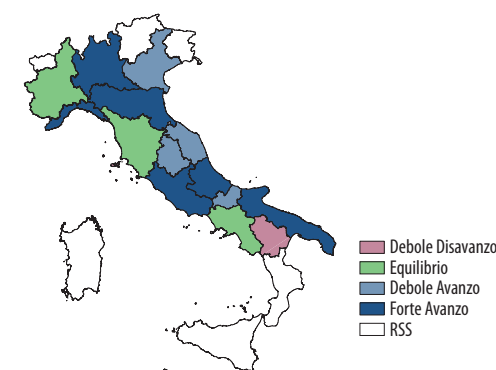 Debole Disavanzo
Equilibrio
Debole Avanzo
Forte Avanzo
RSS